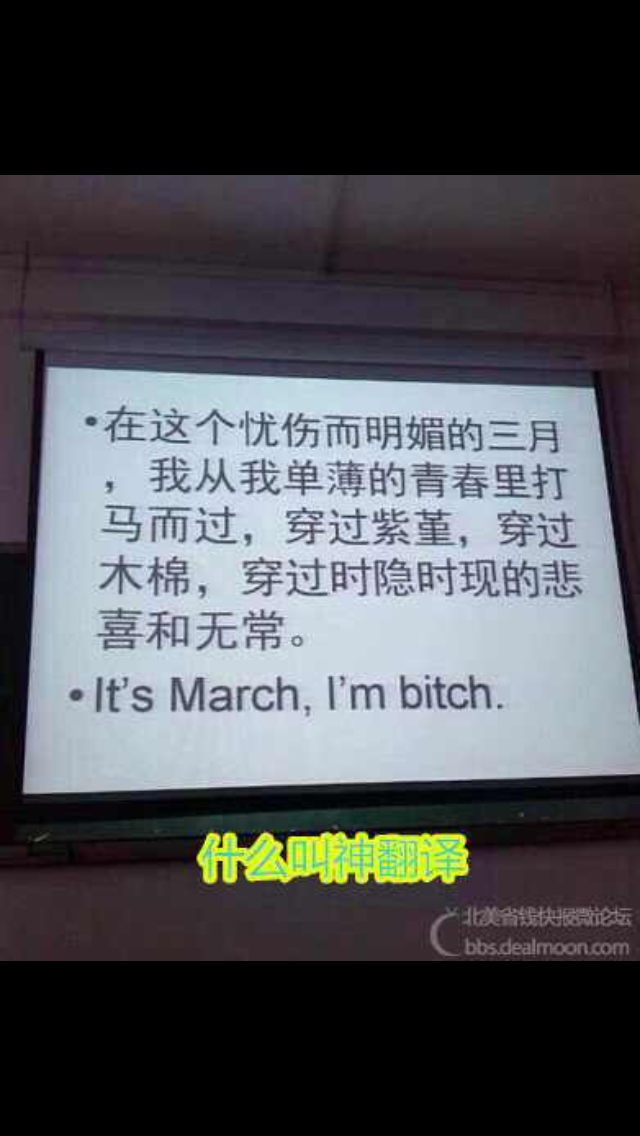 •在这个忧伤而明媚的三月
，我从我单薄的青春里打
马而过，穿过紫堇，穿过
木棉，穿过时隐时现的悲
喜和无常。
•It's March, I'm bitch.
什么叫神翻译
北美省钱快报微论坛
bbs.dealmoon.com